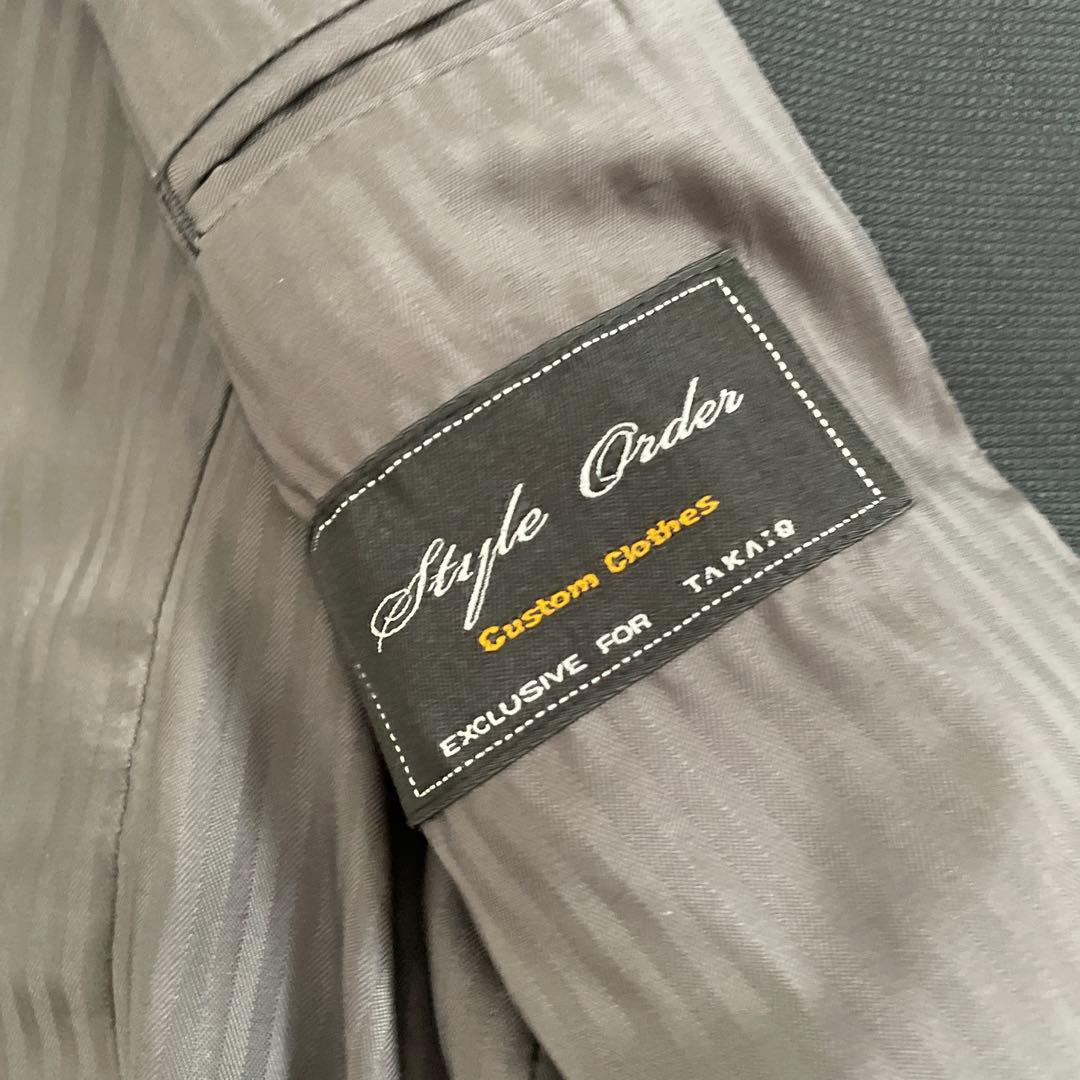 Style Order
Custom Clothes
EXCLUSIVE FOR TAKA:Q